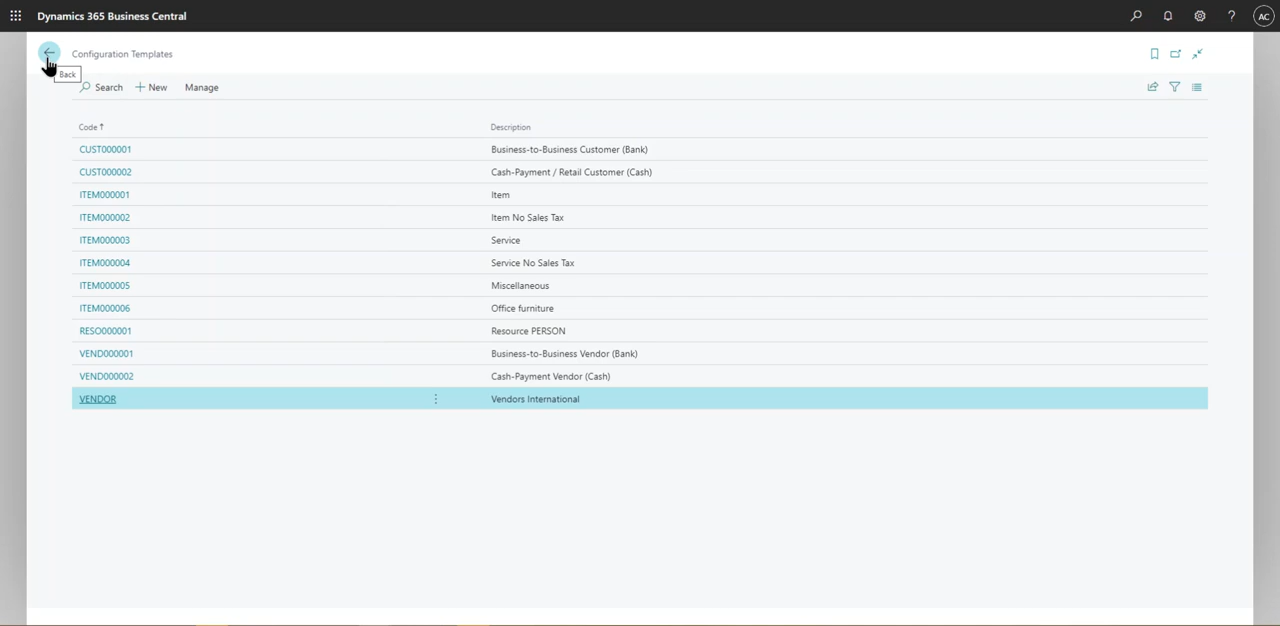 Dynamics 365 Business Central
? AC
Configuration Templates
Back
Search New Manage
Code ↑ Description
CUST000001 Business-to-Business Customer (Bank)
CUST000002 Cash-Payment / Retail Customer (Cash)
ITEM000001 Item
ITEM000002 Item No Sales Tax
ITEM000003 Service
ITEM000004 Service No Sales Tax
ITEM000005 Miscellaneous
ITEM000006 Office furniture
RESO000001 Resource PERSON
VEND000001 Business-to-Business Vendor (Bank)
VEND000002 Cash-Payment Vendor (Cash)
VENDOR Vendors International